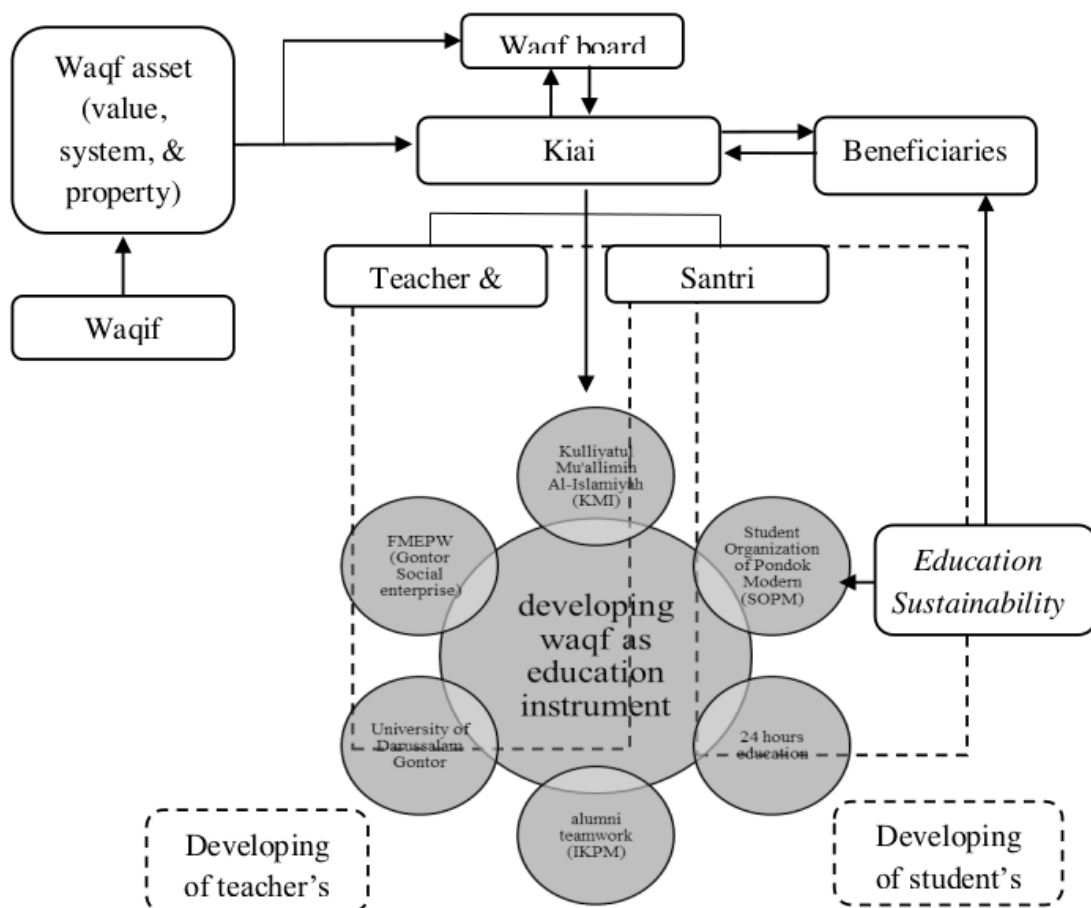 Waqf board
Waqf asset
(value,
system, &
property)
Kiai
Beneficiaries
Teacher &
Santri
Waqif
Kulliyatul
Mu'allimin
Al-Islamiyah
(KMI)
FMEPW
(Gontor
Social
enterprise)
Student
Organization
of Pondok
Modern
(SOPM)
Education
Sustainability
developing
waqf as
education
instrument
University of
Darussalam
Gontor
24 hours
education
alumni
teamwork
(IKPM)
Developing
of teacher’s
Developing
of student’s